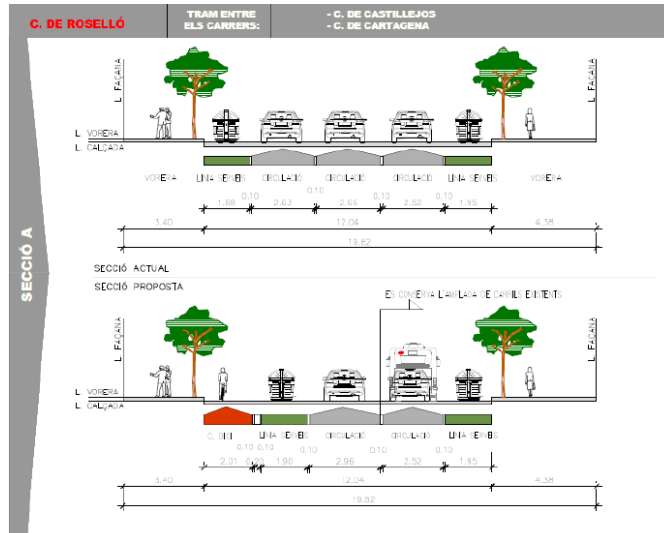 C. DE ROSELLÓ
TRAM ENTRE
ELS CARRERS:
- C. DE CASTILLEJOS
- C. DE CARTAGENA
SECCIÓ A
L. FAÇANA
L. FAÇANA
L. VORERA
L. CALÇADA
VORERA LINIA SERVEIS CIRCULACIÓ CIRCULACIÓ CIRCULACIÓ LINIA SERVEIS VORERA
0.10 0.10 0.10 0.10
1.88 2.63 2.66 2.52 1.95
3.40 12.04 4.38
19.82
SECCIÓ ACTUAL
SECCIÓ PROPOSTA
ES CONSERVA L'AMPLADA DE CARRILS EXISTENTS
L. FAÇANA
L. FAÇANA
L. VORERA
L. CALÇADA
C. BICI LINIA SERVEIS CIRCULACIÓ CIRCULACIÓ LINIA SERVEIS
0.10 0.10 0.10 0.10 0.10
2.01 0.20 1.90 2.96 2.52 1.95
3.40 12.04 4.38
19.82